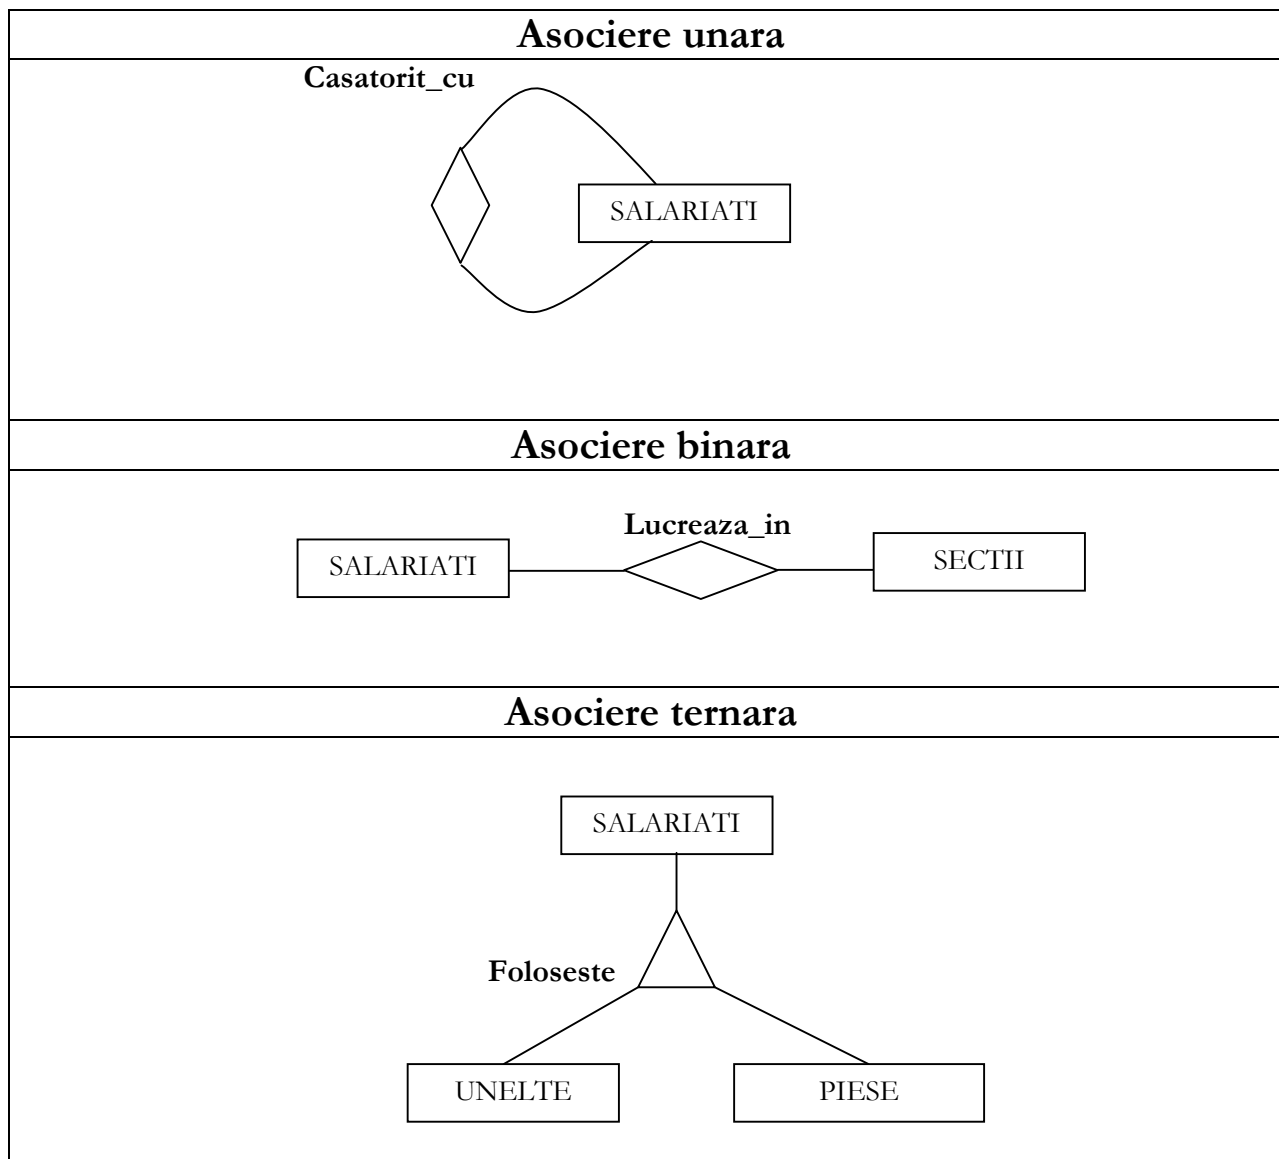 Asociere unara
Casatorit_cu
SALARIATI
Asociere binara
Lucreaza_in
SALARIATI
SECTII
Asociere ternara
SALARIATI
Foloseste
UNELTE
PIESE